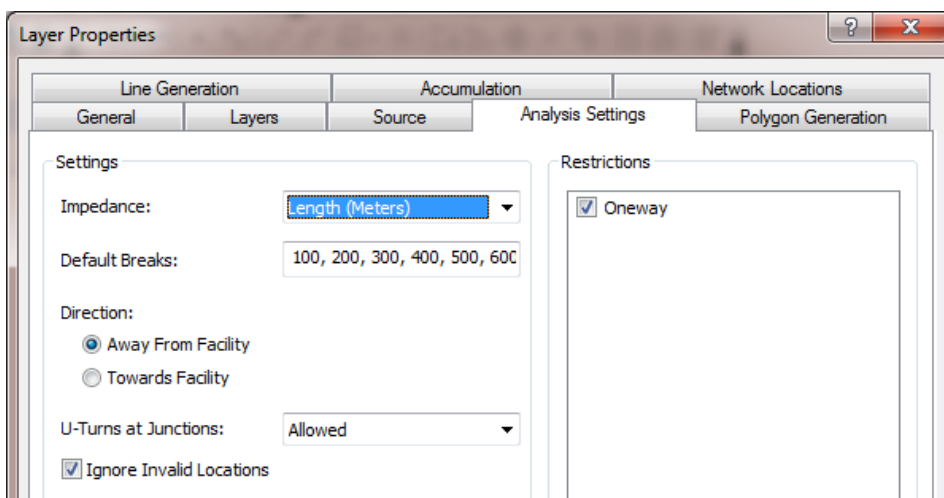 Layer Properties
Line Generation Accumulation Network Locations
General Layers Source Analysis Settings Polygon Generation
Settings Restrictions
Impedance: Length (Meters) Oneway
Default Breaks: 100, 200, 300, 400, 500, 600
Direction:
Away From Facility
Towards Facility
U-Turns at Junctions: Allowed
Ignore Invalid Locations